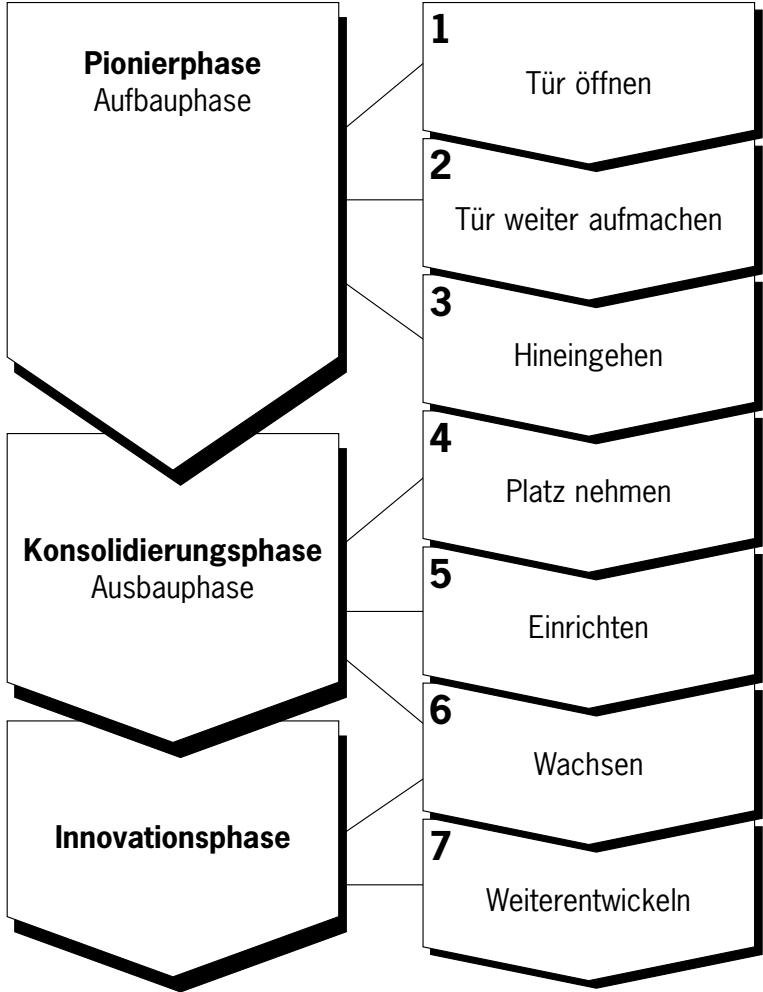 Pionierphase
Aufbauphase
1
Tür öffnen
2
Tür weiter aufmachen
3
Hineingehen
Konsolidierungsphase
Ausbauphase
4
Platz nehmen
5
Einrichten
6
Wachsen
Innovationsphase
7
Weiterentwickeln